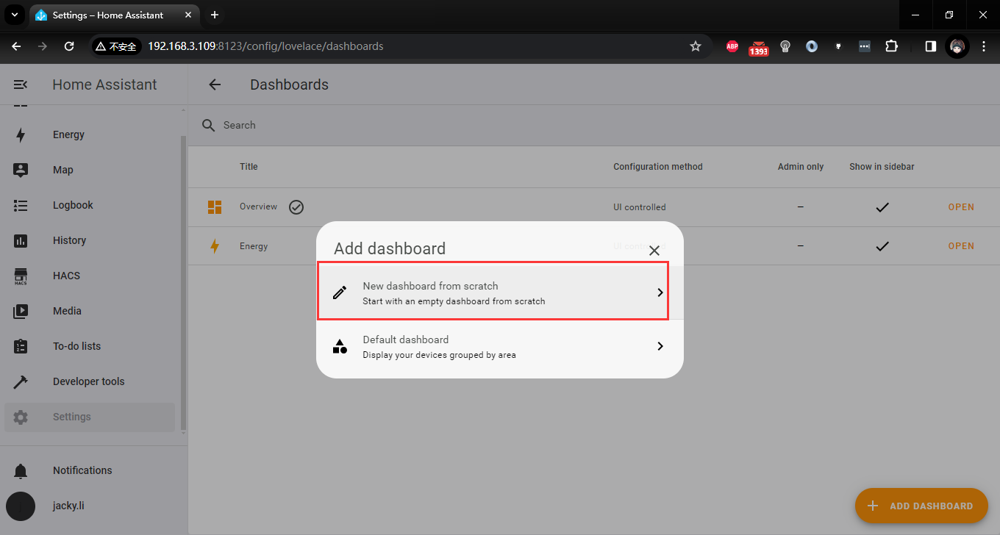 Settings – Home Assistant
不安全
192.168.3.109:8123/config/lovelace/dashboards
ABP
1393
Home Assistant
Dashboards
Search
Energy
Map
Logbook
History
HACS
HACS
Media
To-do lists
Developer tools
Settings
Notifications
jacky.li
Title
Configuration method
Admin only
Show in sidebar
Overview
UI controlled
–
OPEN
Energy
UI controlled
–
OPEN
Add dashboard
New dashboard from scratch
Start with an empty dashboard from scratch
Default dashboard
Display your devices grouped by area
ADD DASHBOARD